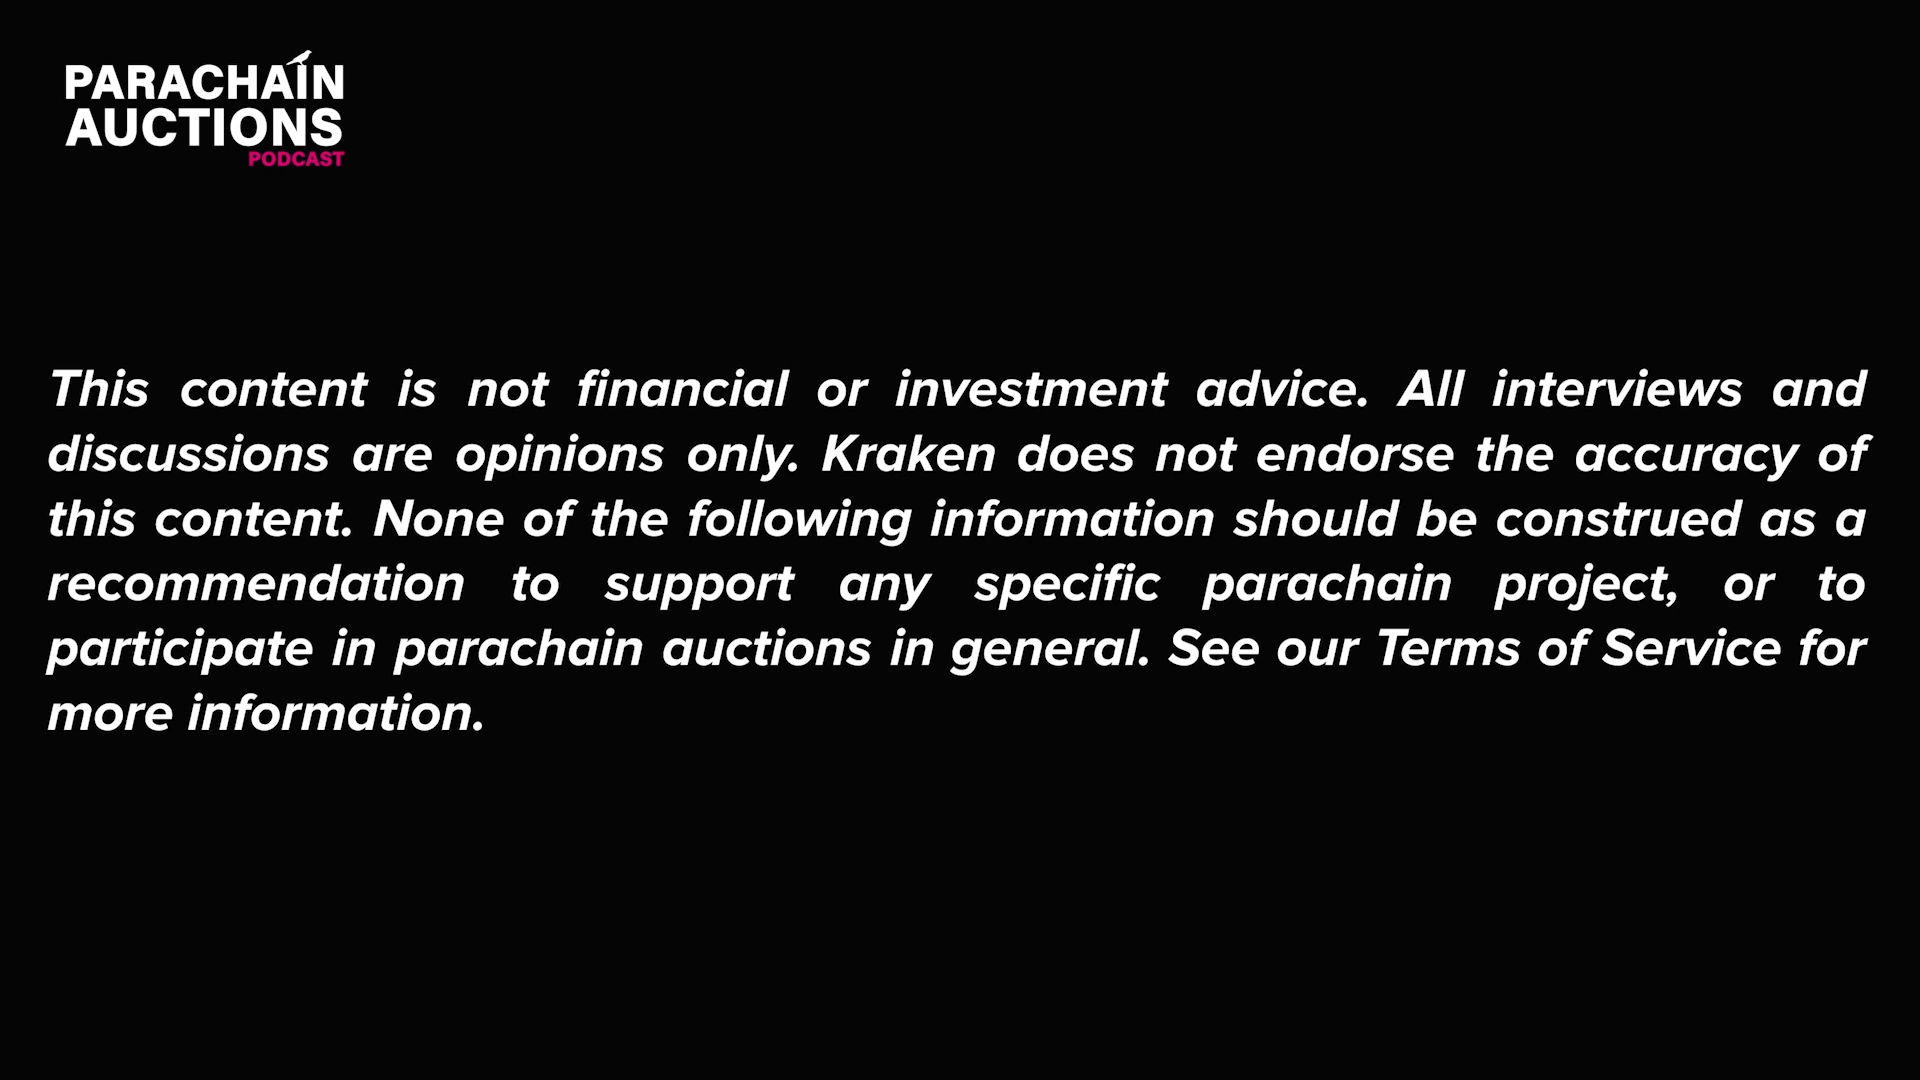 PARACHAIN
AUCTIONS
PODCAST
This content is not financial or investment advice. All interviews and
discussions are opinions only. Kraken does not endorse the accuracy of
this content. None of the following information should be construed as a
recommendation to support any specific parachain project, or to
participate in parachain auctions in general. See our Terms of Service for
more information.